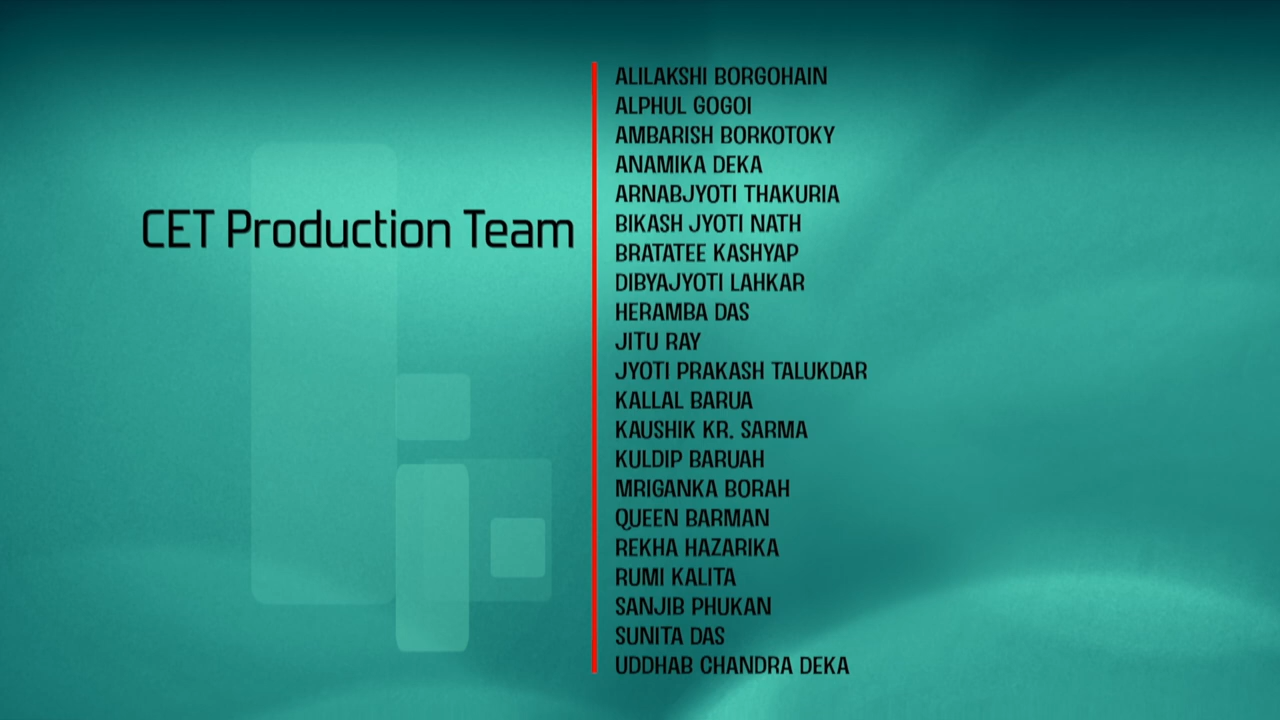 CET Production Team
ALILAKSHI BORGOHAIN
ALPHUL GOGOI
AMBARISH BORKOTOKY
ANAMIKA DEKA
ARNABJYOTI THAKURIA
BIKASH JYOTI NATH
BRATATEE KASHYAP
DIBYAJYOTI LAHKAR
HERAMBA DAS
JITU RAY
JYOTI PRAKASH TALUKDAR
KALLAL BARUA
KAUSHIK KR. SARMA
KULDIP BARUAH
MRIGANKA BORAH
QUEEN BARMAN
REKHA HAZARIKA
RUMI KALITA
SANJIB PHUKAN
SUNITA DAS
UDDHAB CHANDRA DEKA